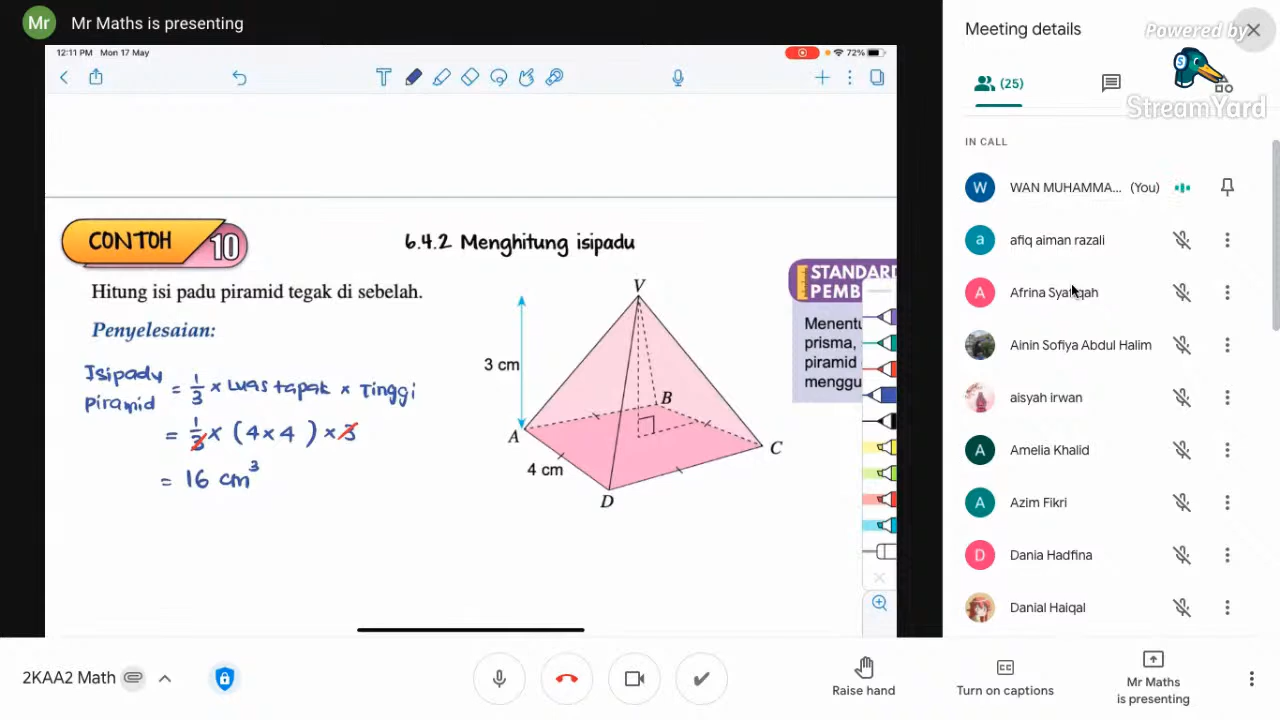 Mr Mr Maths is presenting
12:11 PM Mon 17 May
72%
CONTOH 10
6.4.2 Menghitung isipadu
Hitung isi padu piramid tegak di sebelah.
Penyelesaian:
Isipadu piramid = 1/3 × Luas tapak × Tinggi
= 1/3 × (4 × 4) × 3
= 16 cm³
V
3 cm
A
B
C
4 cm
D
STANDARD
PEMB
Menentu
prisma,
piramid
menggu
Meeting details
Powered by
StreamYard
(25)
IN CALL
W WAN MUHAMMA... (You)
a afiq aiman razali
A Afrina Syafiqah
Ainin Sofiya Abdul Halim
aisyah irwan
A Amelia Khalid
A Azim Fikri
D Dania Hadfina
Danial Haiqal
2KAA2 Math
Raise hand
Turn on captions
Mr Maths
is presenting